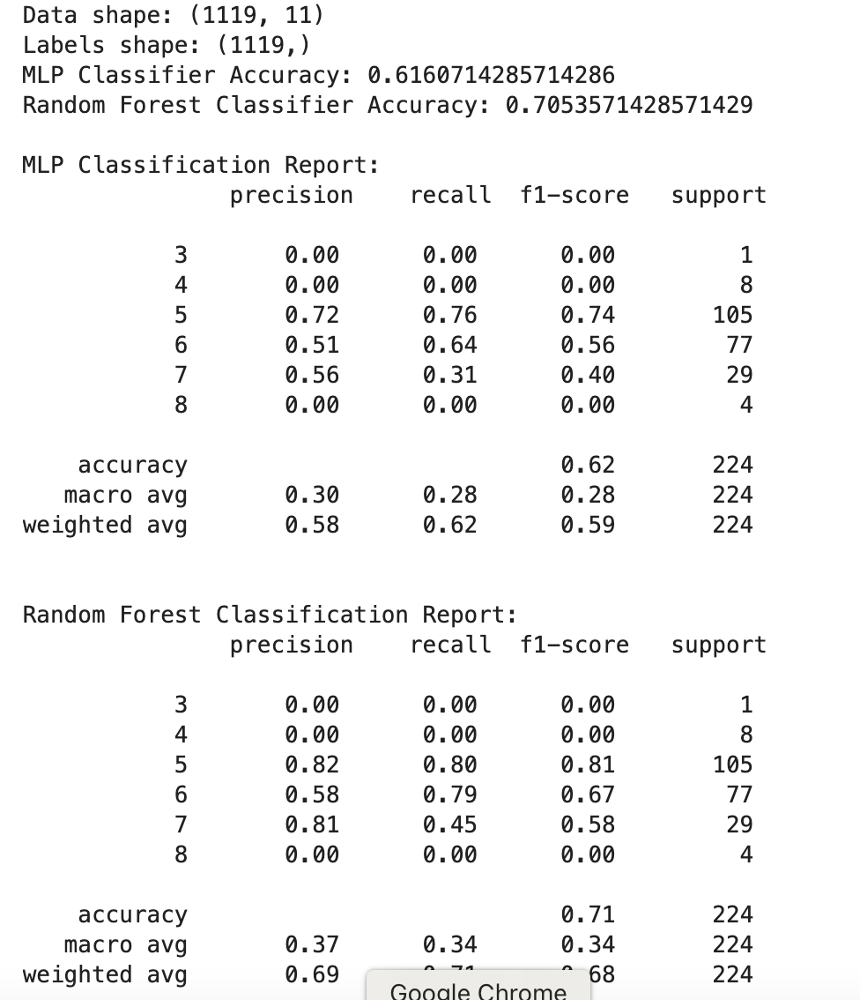 Data shape: (1119, 11)
Labels shape: (1119,)
MLP Classifier Accuracy: 0.6160714285714286
Random Forest Classifier Accuracy: 0.7053571428571429
MLP Classification Report:
precision recall f1-score support
3 0.00 0.00 0.00 1
4 0.00 0.00 0.00 8
5 0.72 0.76 0.74 105
6 0.51 0.64 0.56 77
7 0.56 0.31 0.40 29
8 0.00 0.00 0.00 4
accuracy 0.62 224
macro avg 0.30 0.28 0.28 224
weighted avg 0.58 0.62 0.59 224
Random Forest Classification Report:
precision recall f1-score support
3 0.00 0.00 0.00 1
4 0.00 0.00 0.00 8
5 0.82 0.80 0.81 105
6 0.58 0.79 0.67 77
7 0.81 0.45 0.58 29
8 0.00 0.00 0.00 4
accuracy 0.71 224
macro avg 0.37 0.34 0.34 224
weighted avg 0.69 224
Google Chrome